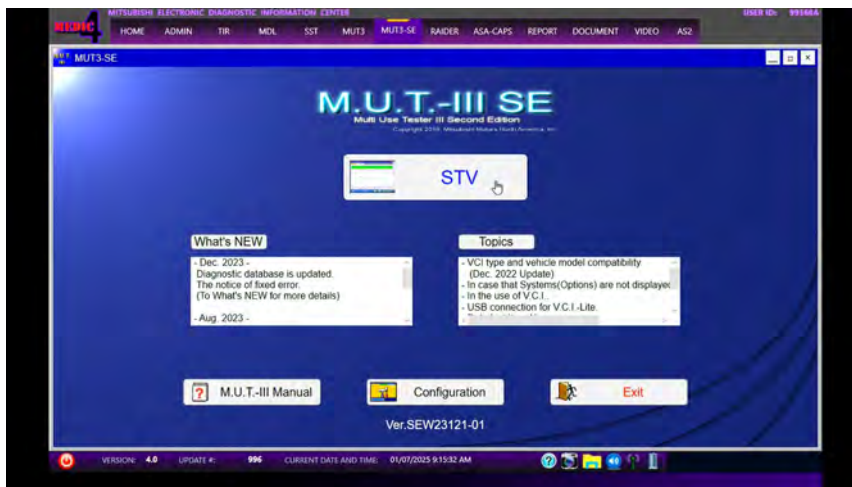 MITSUBISHI ELECTRONIC DIAGNOSTIC INFORMATION CENTER
USER ID:
MEDIC 4
HOME ADMIN TIR MDL SST MUT3 MUT3-SE RAIDER ASA-CAPS REPORT DOCUMENT VIDEO AS2
MUT3-SE
M.U.T.-III SE
Multi Use Tester III Second Edition
STV
What's NEW
- Dec. 2023 -
Diagnostic database is updated.
The notice of fixed error.
(To What's NEW for more details)
- Aug. 2023 -
Topics
- VCI type and vehicle model compatibility
(Dec. 2022 Update)
- In case that Systems(Options) are not displayed
- In the use of V.C.I.
- USB connection for V.C.I.-Lite.
M.U.T.-III Manual
Configuration
Exit
Ver.SEW23121-01
VERSION: 4.0 UPDATE #: 996 CURRENT DATE AND TIME: 01/07/2025 9:15:32 AM